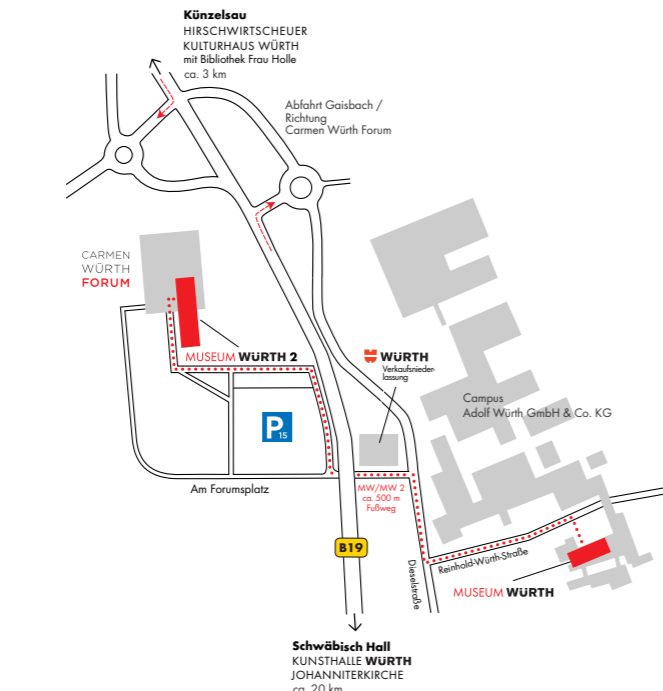 Künzelsau
HIRSCHWIRTSCHEUER
KULTURHAUS WÜRTH
mit Bibliothek Frau Holle
ca. 3 km
Abfahrt Gaisbach /
Richtung
Carmen Würth Forum
CARMEN
WÜRTH
FORUM
MUSEUM WÜRTH 2
WÜRTH
Verkaufsnieder-
lassung
Campus
Adolf Würth GmbH & Co. KG
P15
Am Forumsplatz
MW/MW 2
ca. 500 m
Fußweg
B19
Dieselstraße
Reinhold-Würth-Straße
MUSEUM WÜRTH
Schwäbisch Hall
KUNSTHALLE WÜRTH
JOHANNITERKIRCHE
ca. 20 km